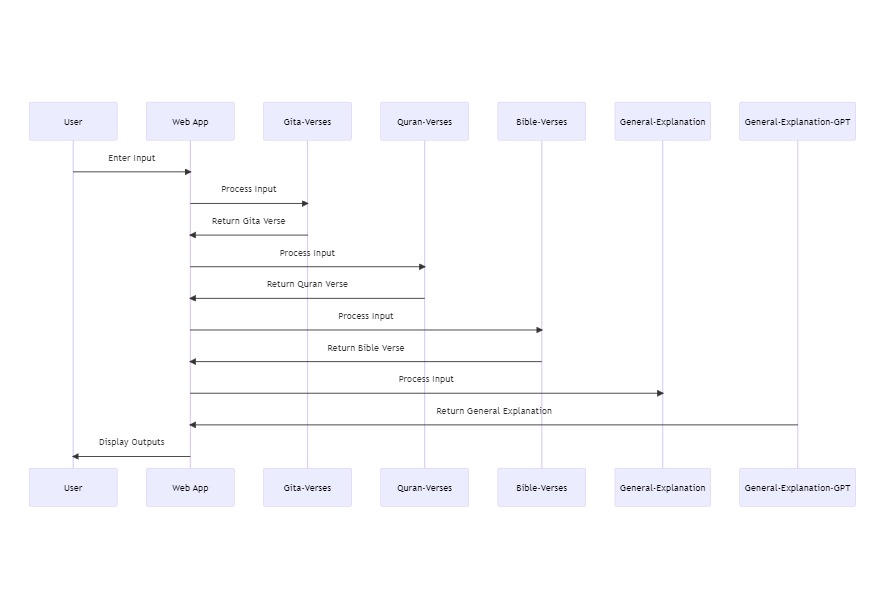 User
Web App
Gita-Verses
Quran-Verses
Bible-Verses
General-Explanation
General-Explanation-GPT
Enter Input
Process Input
Return Gita Verse
Process Input
Return Quran Verse
Process Input
Return Bible Verse
Process Input
Return General Explanation
Display Outputs
User
Web App
Gita-Verses
Quran-Verses
Bible-Verses
General-Explanation
General-Explanation-GPT